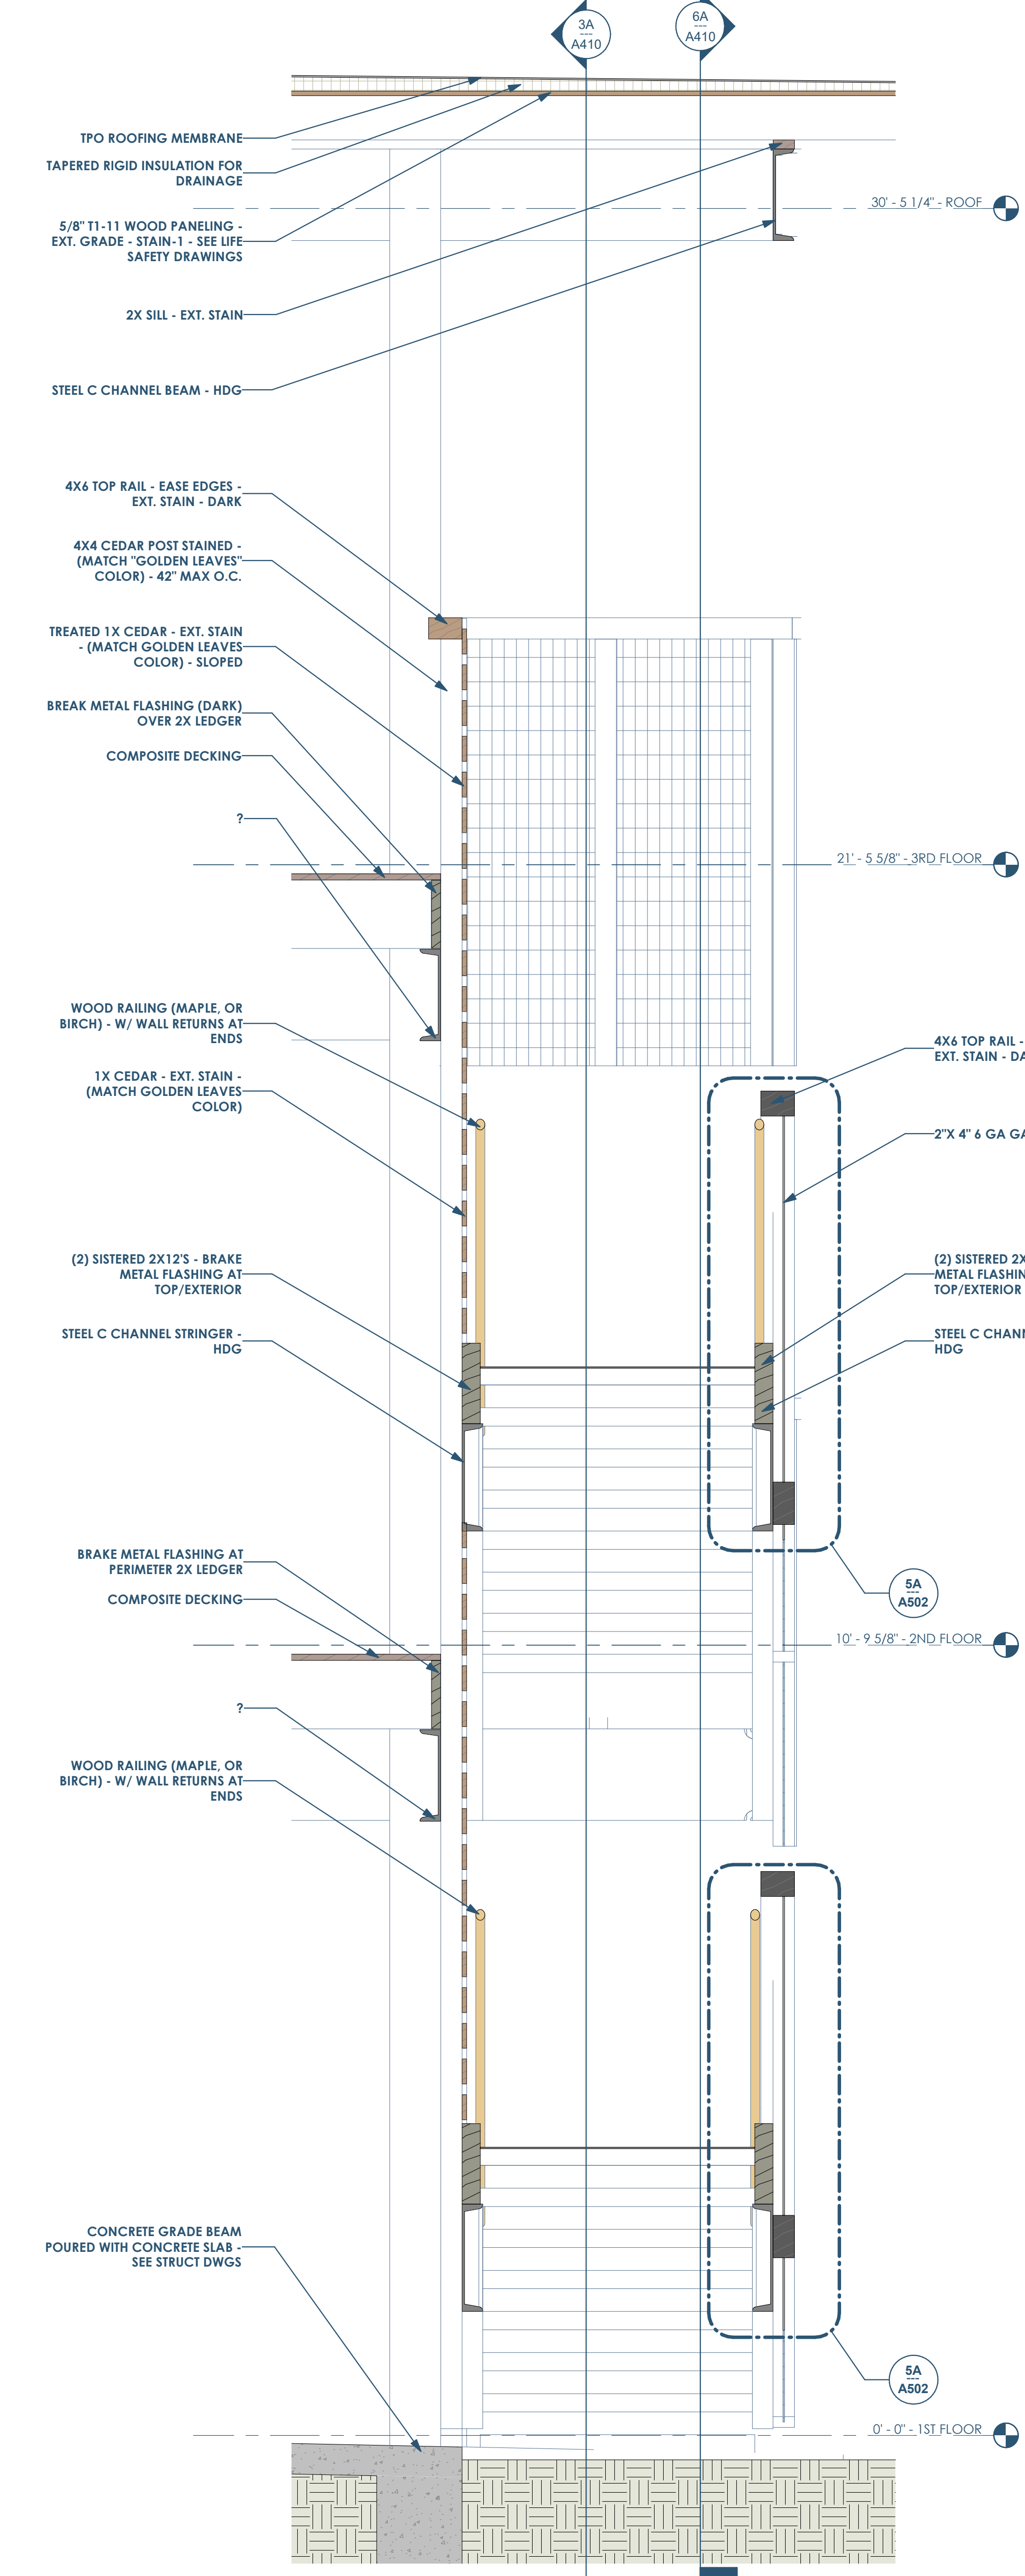 3A
---
A410
6A
---
A410
TPO ROOFING MEMBRANE
TAPERED RIGID INSULATION FOR
DRAINAGE
30' - 5 1/4" - ROOF
5/8" T1-11 WOOD PANELING -
EXT. GRADE - STAIN-1 - SEE LIFE
SAFETY DRAWINGS
2X SILL - EXT. STAIN
STEEL C CHANNEL BEAM - HDG
4X6 TOP RAIL - EASE EDGES -
EXT. STAIN - DARK
4X4 CEDAR POST STAINED -
(MATCH "GOLDEN LEAVES"
COLOR) - 42" MAX O.C.
TREATED 1X CEDAR - EXT. STAIN
- (MATCH GOLDEN LEAVES
COLOR) - SLOPED
BREAK METAL FLASHING (DARK)
OVER 2X LEDGER
COMPOSITE DECKING
?
21' - 5 5/8" - 3RD FLOOR
WOOD RAILING (MAPLE, OR
BIRCH) - W/ WALL RETURNS AT
ENDS
4X6 TOP RAIL -
EXT. STAIN - DA
1X CEDAR - EXT. STAIN -
(MATCH GOLDEN LEAVES
COLOR)
2"X 4" 6 GA GA
(2) SISTERED 2X12'S - BRAKE
METAL FLASHING AT
TOP/EXTERIOR
(2) SISTERED 2X
METAL FLASHIN
TOP/EXTERIOR
STEEL C CHANNEL STRINGER -
HDG
STEEL C CHANN
HDG
BRAKE METAL FLASHING AT
PERIMETER 2X LEDGER
5A
---
A502
COMPOSITE DECKING
10' - 9 5/8" - 2ND FLOOR
?
WOOD RAILING (MAPLE, OR
BIRCH) - W/ WALL RETURNS AT
ENDS
CONCRETE GRADE BEAM
POURED WITH CONCRETE SLAB -
SEE STRUCT DWGS
5A
---
A502
0' - 0" - 1ST FLOOR